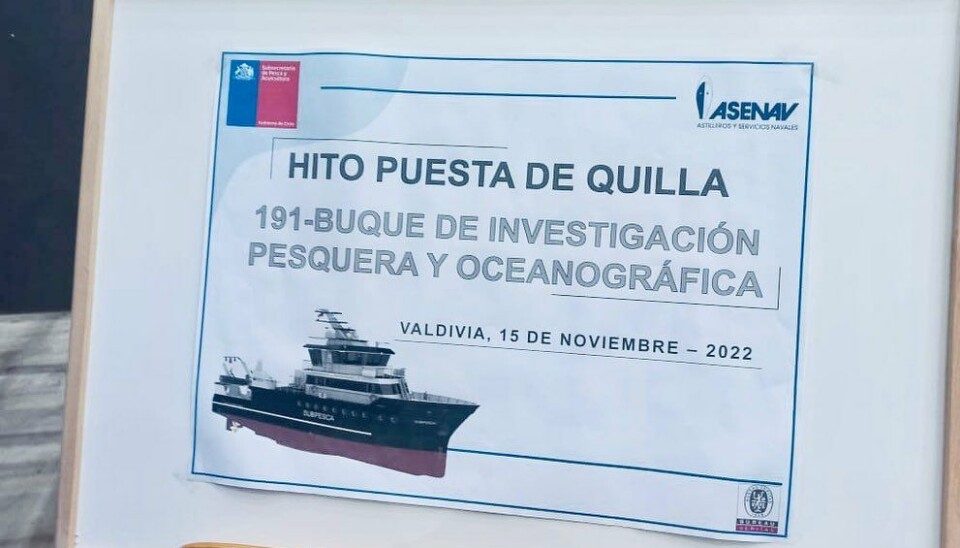 Subsecretaría
de Pesca y
Acuicultura
Gobierno de Chile
ASENAV
ASTILLEROS Y SERVICIOS NAVALES
HITO PUESTA DE QUILLA
191-BUQUE DE INVESTIGACIÓN
PESQUERA Y OCEANOGRÁFICA
VALDIVIA, 15 DE NOVIEMBRE – 2022
SUBPESCA
BUREAU
VERITAS